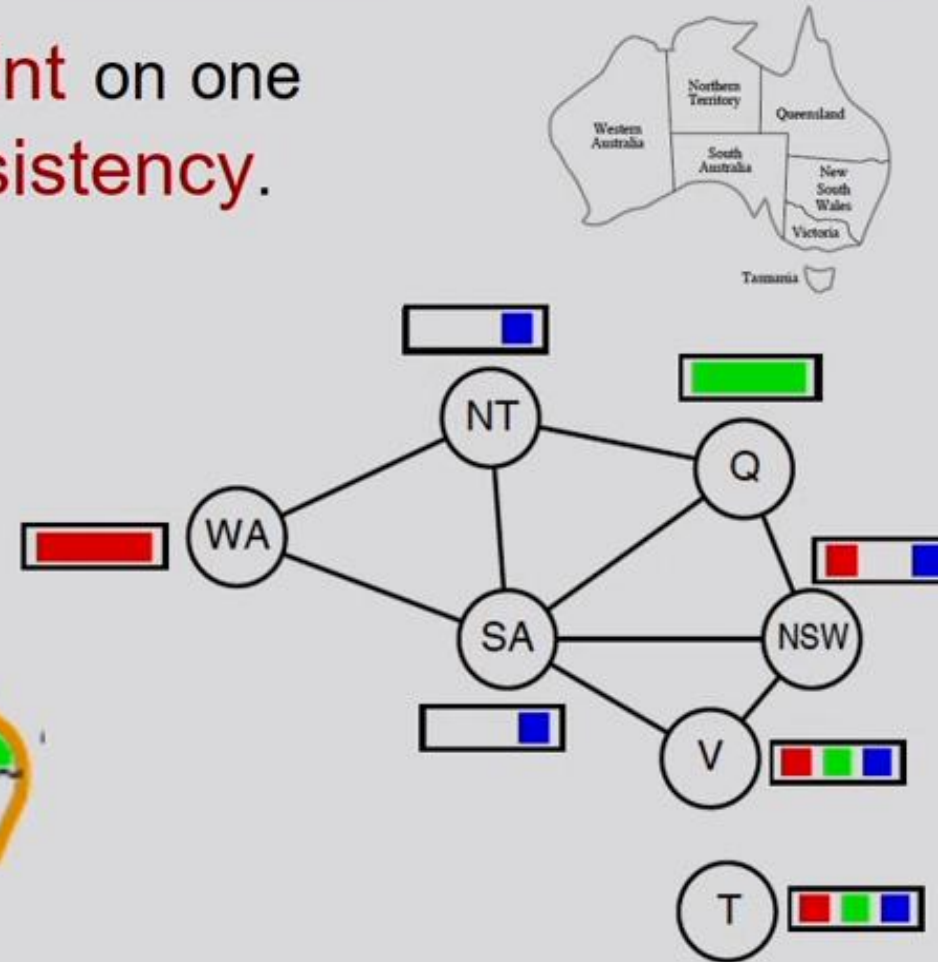 nt on one
sistency.
Northern
Territory
Western
Australia
Queensland
South
Australia
New
South
Wales
Victoria
Tasmania
NT
Q
WA
SA
NSW
V
T